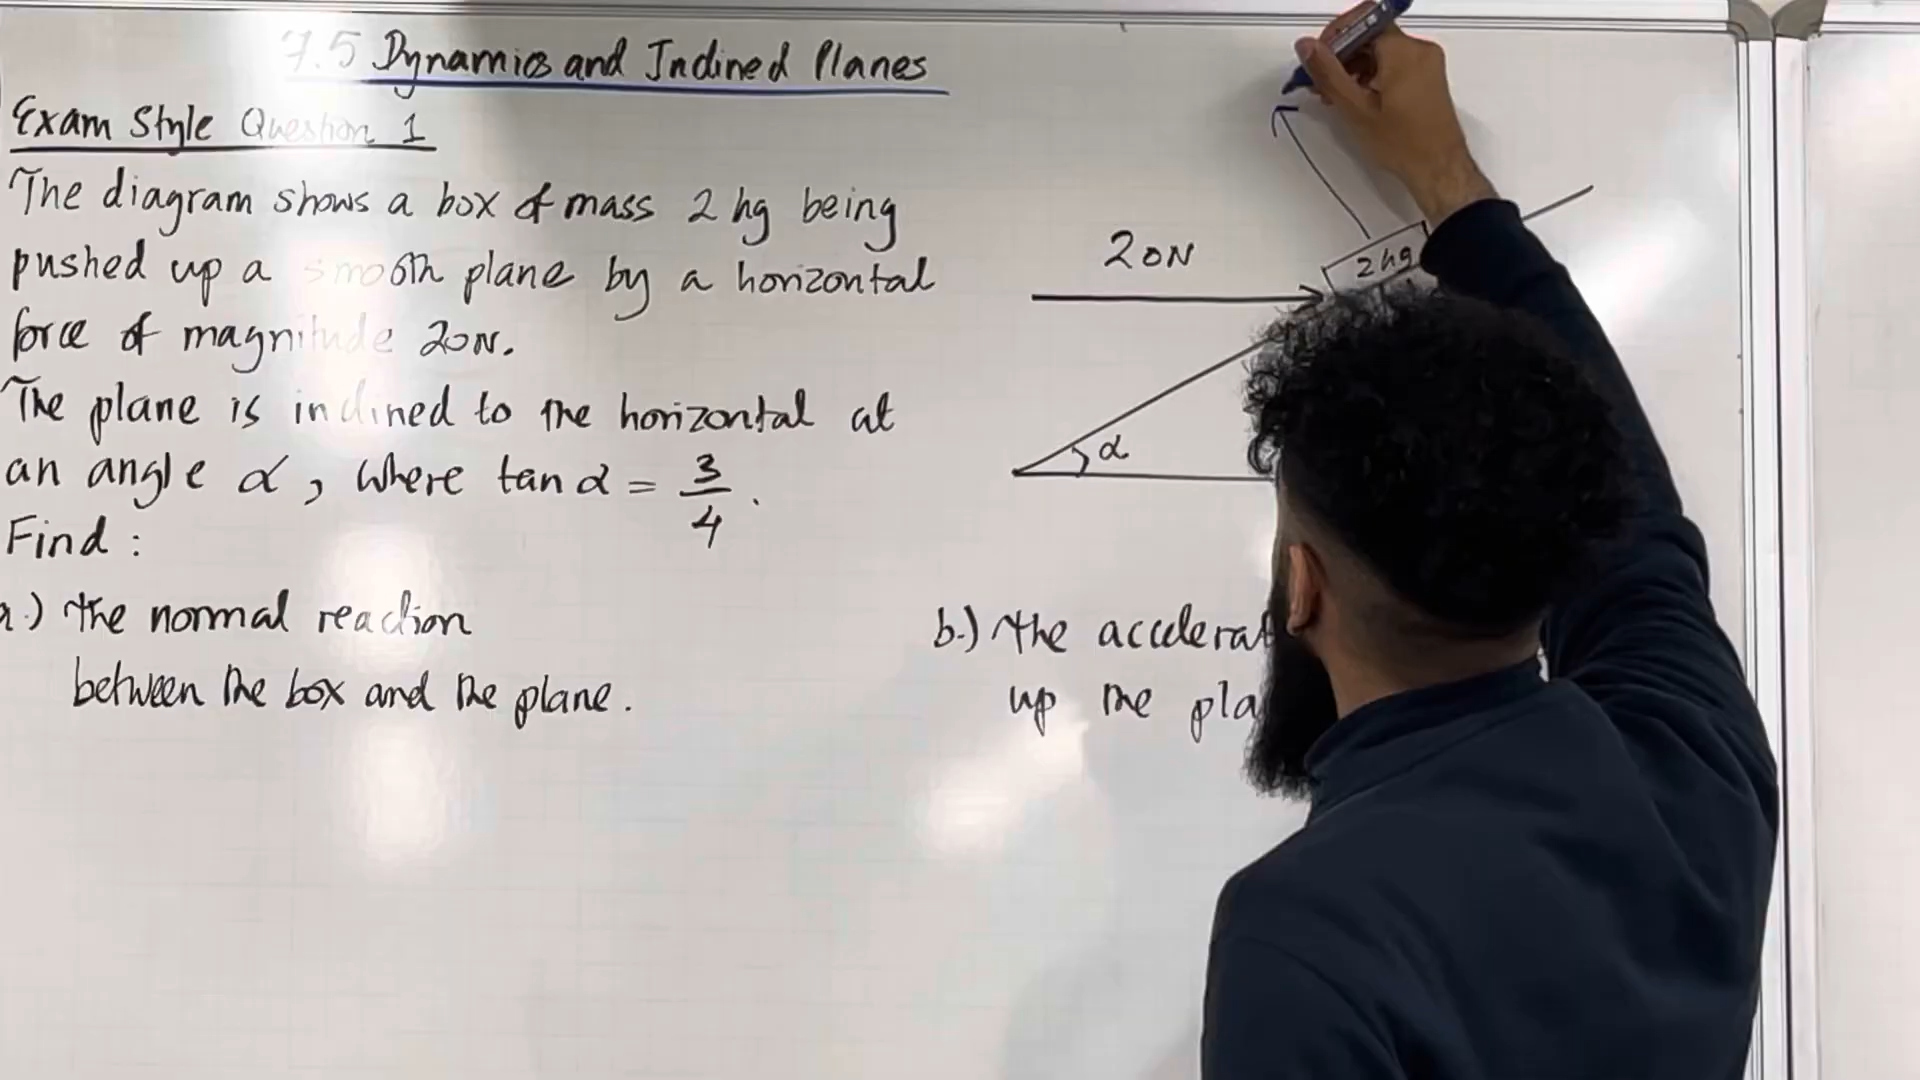 7.5 Dynamics and Inclined Planes
Exam Style Question 1
The diagram shows a box of mass 2 kg being
pushed up a smooth plane by a horizontal
force of magnitude 20N.
The plane is inclined to the horizontal at
an angle α, where tan α = 3/4.
Find:
a.) the normal reaction
between the box and the plane.
20N
2kg
α
b.) the accelerat
up the pla